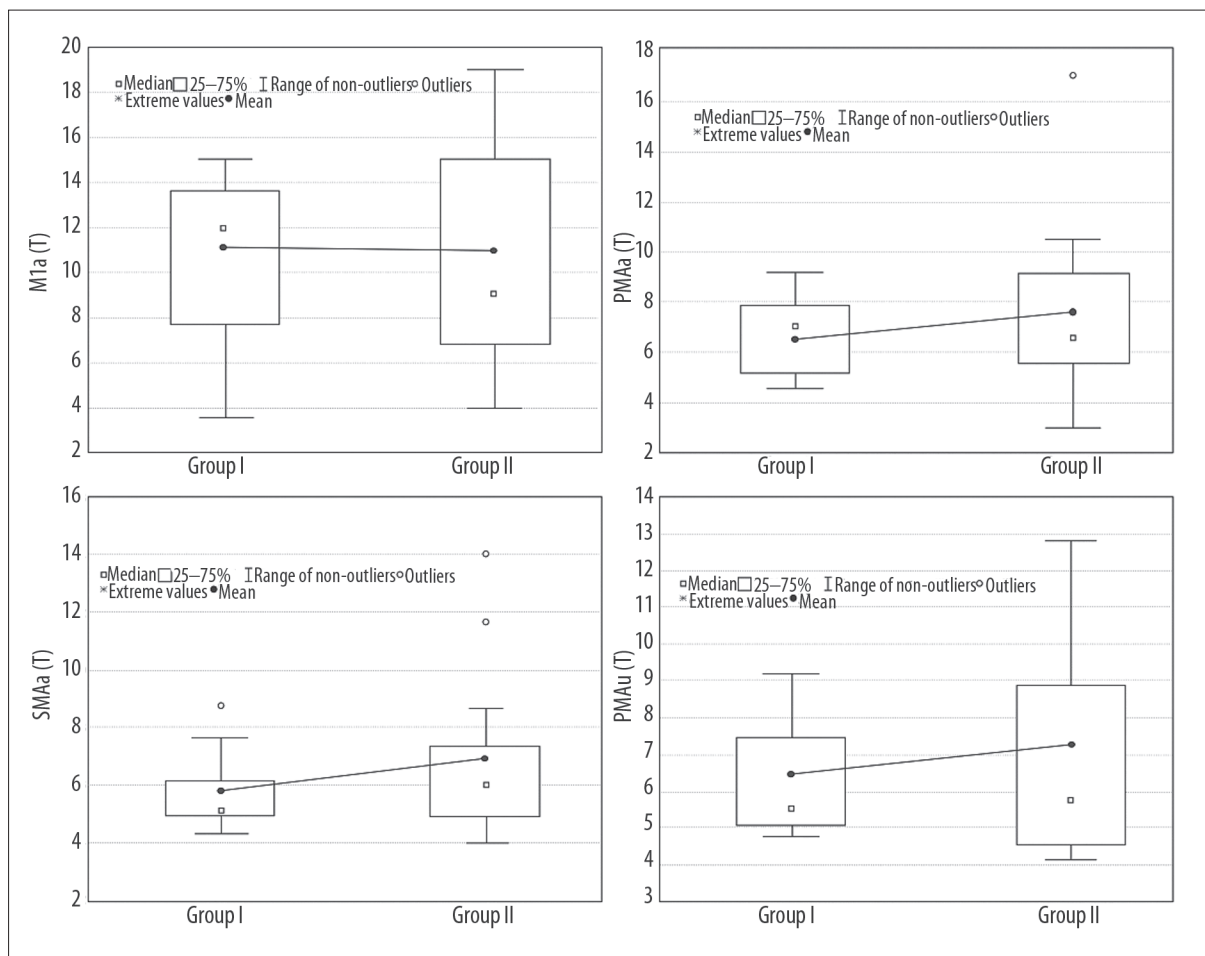 20
18
16
14
12
10
8
6
4
2
M1a (T)
Median 25–75% Range of non-outliers Outliers
Extreme values Mean
Group I Group II
18
16
14
12
10
8
6
4
2
PMAa (T)
Median 25–75% Range of non-outliers Outliers
Extreme values Mean
Group I Group II
16
14
12
10
8
6
4
2
SMAa (T)
Median 25–75% Range of non-outliers Outliers
Extreme values Mean
Group I Group II
14
13
12
11
10
9
8
7
6
5
4
3
PMAu (T)
Median 25–75% Range of non-outliers Outliers
Extreme values Mean
Group I Group II